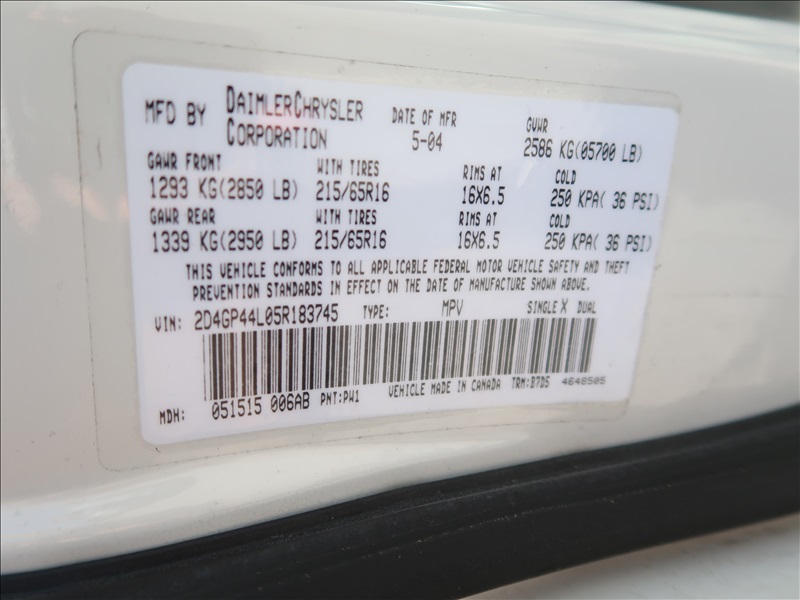 MFD BY DAIMLERCHRYSLER CORPORATION DATE OF MFR 5-04 GVWR 2586 KG(05700 LB)
GAWR FRONT WITH TIRES RIMS AT COLD
1293 KG(2850 LB) 215/65R16 16X6.5 250 KPA( 36 PSI)
GAWR REAR WITH TIRES RIMS AT COLD
1339 KG(2950 LB) 215/65R16 16X6.5 250 KPA( 36 PSI)
THIS VEHICLE CONFORMS TO ALL APPLICABLE FEDERAL MOTOR VEHICLE SAFETY AND THEFT
PREVENTION STANDARDS IN EFFECT ON THE DATE OF MANUFACTURE SHOWN ABOVE.
VIN: 2D4GP44L05R183745 TYPE: MPV SINGLE X DUAL
MDH: 051515 006AB PNT:PW1 VEHICLE MADE IN CANADA TRM:B7D5 4648505